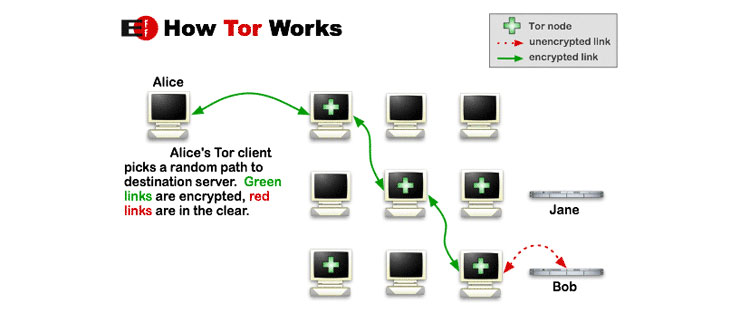 EFF How Tor Works
Tor node
unencrypted link
encrypted link
Alice
Alice's Tor client
picks a random path to
destination server. Green
links are encrypted, red
links are in the clear.
Jane
Bob